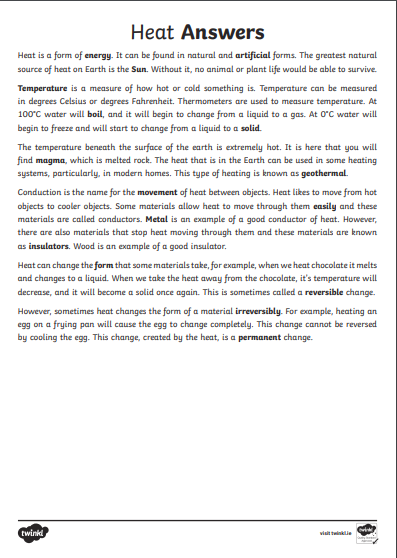 Heat Answers
Heat is a form of energy. It can be found in natural and artificial forms. The greatest natural
source of heat on Earth is the Sun. Without it, no animal or plant life would be able to survive.
Temperature is a measure of how hot or cold something is. Temperature can be measured
in degrees Celsius or degrees Fahrenheit. Thermometers are used to measure temperature. At
100°C water will boil, and it will begin to change from a liquid to a gas. At 0°C water will
begin to freeze and will start to change from a liquid to a solid.
The temperature beneath the surface of the earth is extremely hot. It is here that you will
find magma, which is melted rock. The heat that is in the Earth can be used in some heating
systems, particularly, in modern homes. This type of heating is known as geothermal.
Conduction is the name for the movement of heat between objects. Heat likes to move from hot
objects to cooler objects. Some materials allow heat to move through them easily and these
materials are called conductors. Metal is an example of a good conductor of heat. However,
there are also materials that stop heat moving through them and these materials are known
as insulators. Wood is an example of a good insulator.
Heat can change the form that some materials take, for example, when we heat chocolate it melts
and changes to a liquid. When we take the heat away from the chocolate, it's temperature will
decrease, and it will become a solid once again. This is sometimes called a reversible change.
However, sometimes heat changes the form of a material irreversibly. For example, heating an
egg on a frying pan will cause the egg to change completely. This change cannot be reversed
by cooling the egg. This change, created by the heat, is a permanent change.
twinkl
visit twinkl.ie
twinkl